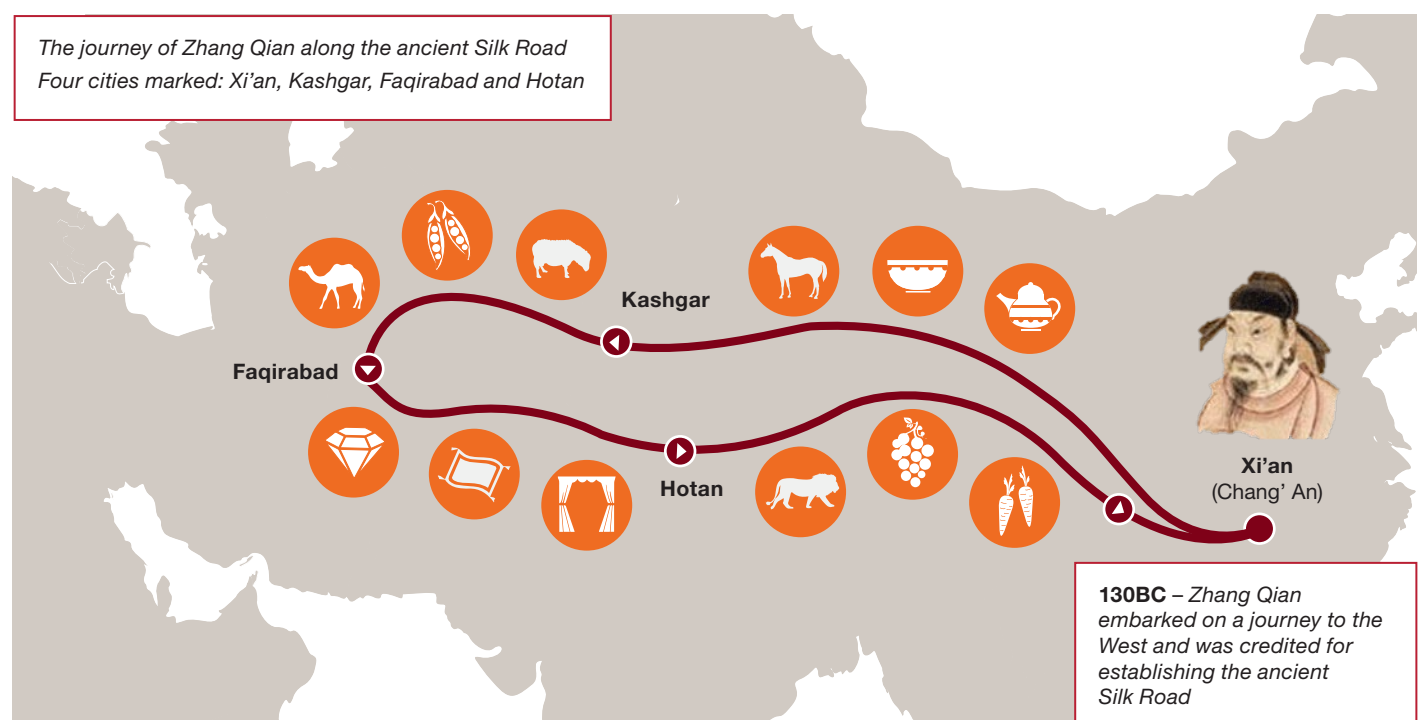 The journey of Zhang Qian along the ancient Silk Road
Four cities marked: Xi’an, Kashgar, Faqirabad and Hotan
Kashgar
Faqirabad
Hotan
Xi’an
(Chang’ An)
130BC – Zhang Qian
embarked on a journey to the
West and was credited for
establishing the ancient
Silk Road